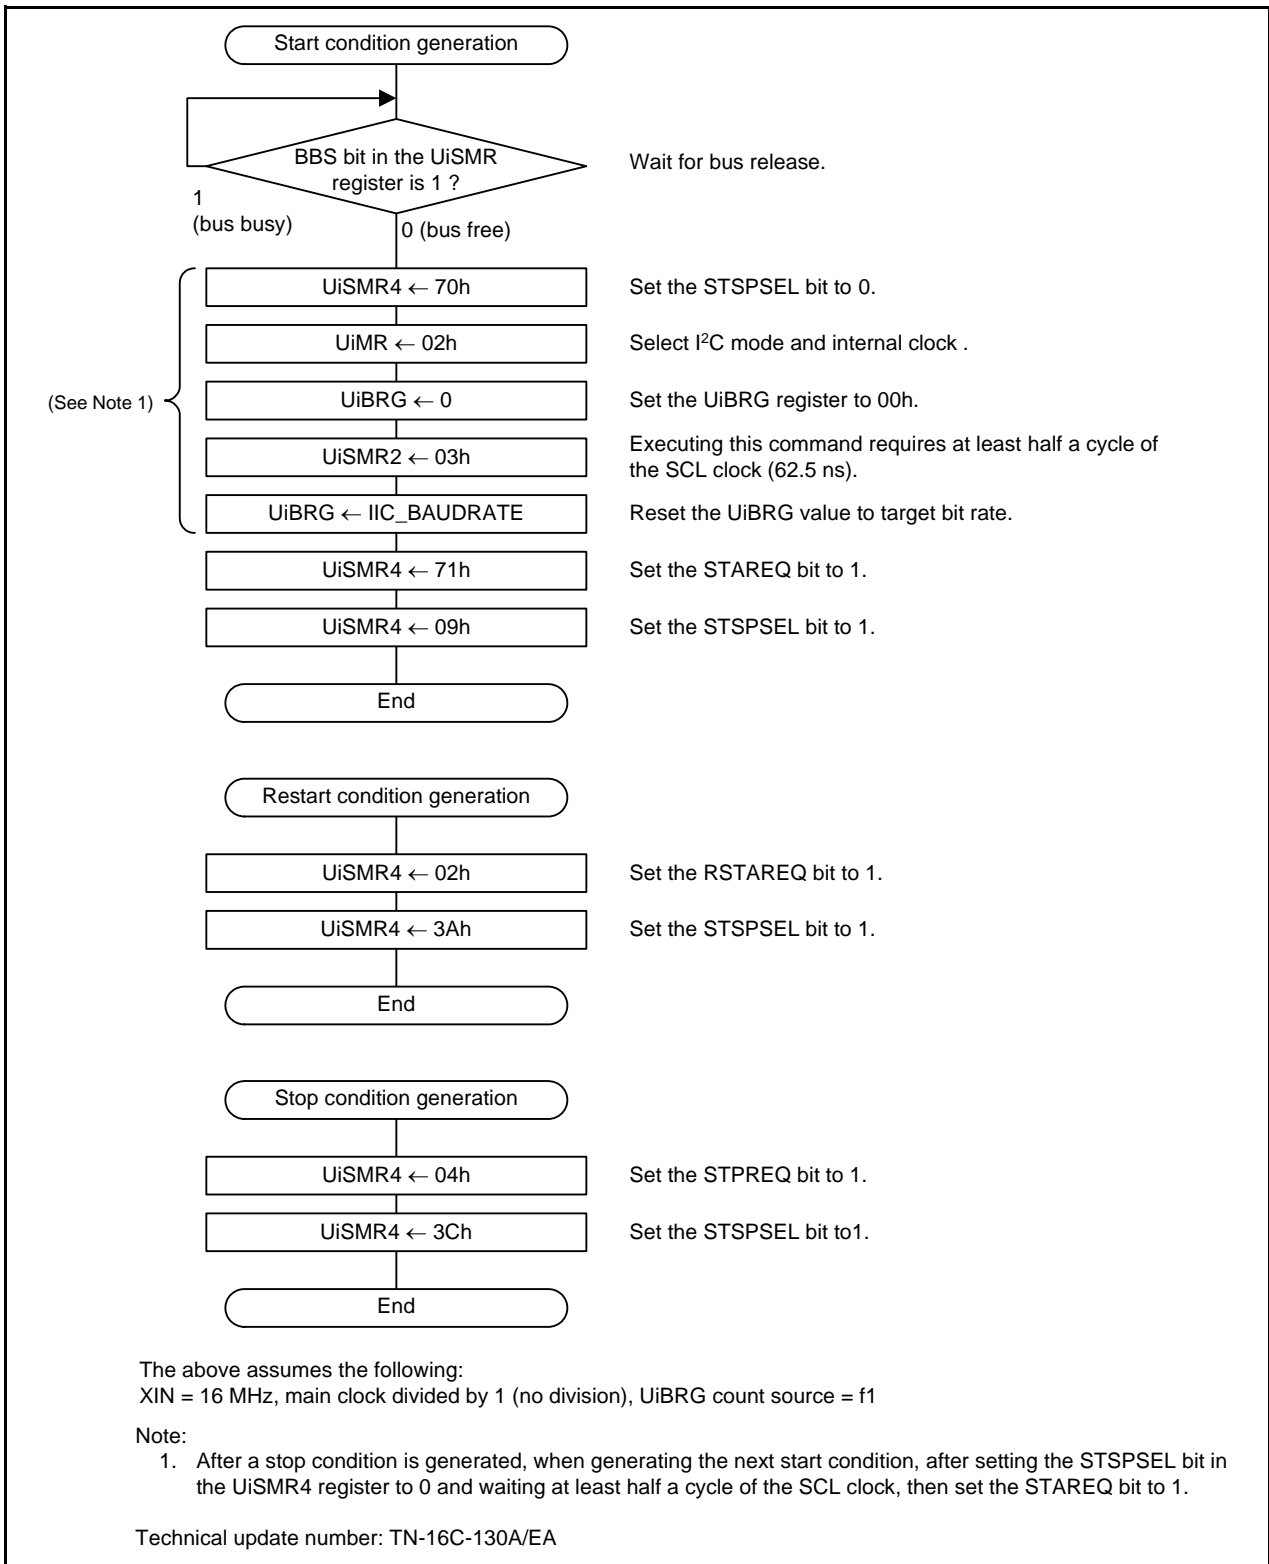 Start condition generation
BBS bit in the UiSMR
register is 1 ?
Wait for bus release.
1
(bus busy)
0 (bus free)
UiSMR4 ← 70h
Set the STSPSEL bit to 0.
UiMR ← 02h
Select I²C mode and internal clock .
(See Note 1)
UiBRG ← 0
Set the UiBRG register to 00h.
UiSMR2 ← 03h
Executing this command requires at least half a cycle of
the SCL clock (62.5 ns).
UiBRG ← IIC_BAUDRATE
Reset the UiBRG value to target bit rate.
UiSMR4 ← 71h
Set the STAREQ bit to 1.
UiSMR4 ← 09h
Set the STSPSEL bit to 1.
End
Restart condition generation
UiSMR4 ← 02h
Set the RSTAREQ bit to 1.
UiSMR4 ← 3Ah
Set the STSPSEL bit to 1.
End
Stop condition generation
UiSMR4 ← 04h
Set the STPREQ bit to 1.
UiSMR4 ← 3Ch
Set the STSPSEL bit to1.
End
The above assumes the following:
XIN = 16 MHz, main clock divided by 1 (no division), UiBRG count source = f1
Note:
1. After a stop condition is generated, when generating the next start condition, after setting the STSPSEL bit in
the UiSMR4 register to 0 and waiting at least half a cycle of the SCL clock, then set the STAREQ bit to 1.
Technical update number: TN-16C-130A/EA